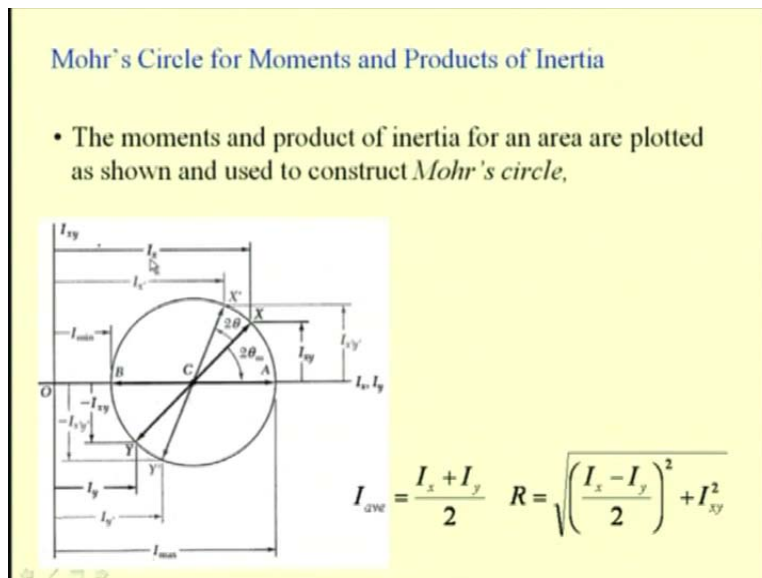 Mohr's Circle for Moments and Products of Inertia
• The moments and product of inertia for an area are plotted
as shown and used to construct Mohr's circle,
I_xy
I_x
I_x'
X'
X
2θ
I_min
2θ_m
I_xy
I_x'y'
B
C
A
O
I_x, I_y
-I_xy
-I_x'y'
Y
Y'
I_y
I_y'
I_max
I_ave = (I_x + I_y) / 2   R = √(((I_x - I_y) / 2)^2 + I_xy^2)